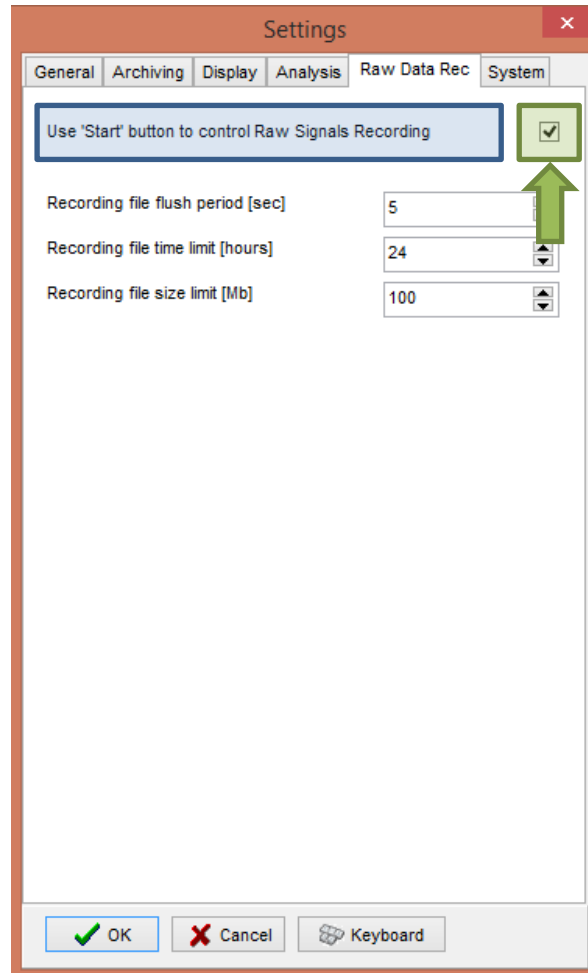 Settings
General Archiving Display Analysis Raw Data Rec System
Use 'Start' button to control Raw Signals Recording
Recording file flush period [sec] 5
Recording file time limit [hours] 24
Recording file size limit [Mb] 100
OK Cancel Keyboard